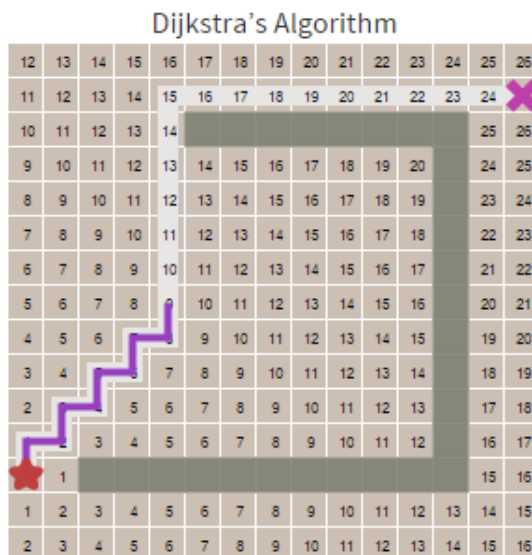 Dijkstra's Algorithm
12 13 14 15 16 17 18 19 20 21 22 23 24 25 26
11 12 13 14 15 16 17 18 19 20 21 22 23 24
10 11 12 13 14 25 26
9 10 11 12 13 14 15 16 17 18 19 20 24 25
8 9 10 11 12 13 14 15 16 17 18 19 23 24
7 8 9 10 11 12 13 14 15 16 17 18 22 23
6 7 8 9 10 11 12 13 14 15 16 17 21 22
5 6 7 8 9 10 11 12 13 14 15 16 20 21
4 5 6 8 9 10 11 12 13 14 15 19 20
3 4 7 8 9 10 11 12 13 14 18 19
2 4 5 6 7 8 9 10 11 12 13 17 18
2 3 4 5 6 7 8 9 10 11 12 16 17
1 15 16
1 2 3 4 5 6 7 8 9 10 11 12 13 14 15
2 3 4 5 6 7 8 9 10 11 12 13 14 15 16